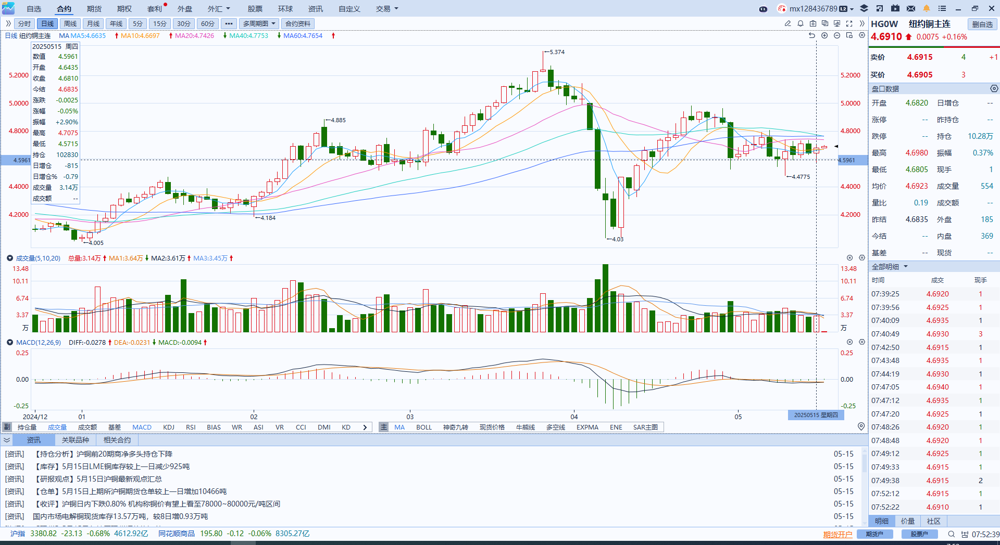 自选 合约 期货 期权 套利 外盘 外汇 股票 环球 资讯 自定义 交易 mx128436789 L2
分时 日线 周线 月线 年线 5分 15分 30分 60分 ••• 多周期图 合约资料
日线 纽约铜主连 MA MA5:4.6635 MA10:4.6697 MA20:4.7426 MA40:4.7753 MA60:4.7654
20250515 周四
数值 4.5961
开盘 4.6435
收盘 4.6810
今结 4.6835
涨跌 -0.0025
涨幅 -0.05%
振幅 +2.90%
最高 4.7075
最低 4.5715
持仓 102830
日增仓 -815
日增仓% -0.79
成交量 3.14万
成交额 --
5.2000
5.0000
4.8000
4.5961
4.4000
4.2000
5.374
4.885
4.184
4.005
4.03
4.4775
5.2000
5.0000
4.8000
4.5961
4.4000
4.2000
成交量(5,10,20) 总量:3.14万 MA1:3.64万 MA2:3.61万 MA3:3.45万
13.48 13.48
10.11 10.11
6.74 6.74
3.37 3.37
万 万
MACD(12,26,9) DIFF:-0.0278 DEA:-0.0231 MACD:-0.0094
0.25 0.25
0.00 0.00
-0.25 -0.25
2024/12 01 02 03 04 05 20250515 星期四
副 持仓量 成交量 成交额 基差 MACD KDJ RSI BIAS WR ASI VR CCI DMI KD 主 MA BOLL 神奇九转 现货价格 牛熊线 多空线 EXPMA ENE SAR主图
资讯 关联品种 相关合约
[资讯] 【持仓分析】沪铜前20期商净多头持仓下降 05-15
[资讯] 【库存】5月15日LME铜库存较上一日减少925吨 05-15
[资讯] 【研报观点】5月15日沪铜最新观点汇总 05-15
[资讯] 【仓单】5月15日上期所沪铜期货仓单较上一日增加10466吨 05-15
[资讯] 【收评】沪铜日内下跌0.80% 机构称铜价有望上看至78000~80000元/吨区间 05-15
[资讯] 国内市场电解铜现货库存13.57万吨，较8日增0.93万吨 05-15
沪指 3380.82 -23.13 -0.68% 4612.92亿 同花顺商品 195.80 -0.12 -0.06% 8305.27亿
期货开户 期货户 股票户 07:52:39
HG0W 纽约铜主连 删自选
4.6910 0.0075 +0.16%
卖价 4.6915 4 +1
买价 4.6905 3
盘口数据
开盘 4.6820 日增仓 --
涨停 -- 昨持仓 --
跌停 -- 持仓 10.28万
最高 4.6980 振幅 0.37%
最低 4.6805 现手 1
均价 4.6923 成交量 554
量比 0.19 成交额 --
昨结 4.6835 外盘 185
今结 -- 内盘 369
基差 -- 现货 --
全部明细
时间 成交 现手
07:39:25 4.6920 1
07:39:56 4.6925 1
07:40:09 4.6935 1
07:40:49 4.6930 3
07:42:50 4.6915 1
07:43:48 4.6935 1
07:44:19 4.6930 1
07:47:05 4.6940 1
07:47:12 4.6935 1
07:47:20 4.6925 1
07:48:26 4.6920 1
07:48:48 4.6920 1
07:49:12 4.6925 1
07:49:33 4.6915 1
07:49:38 4.6915 2
07:52:12 4.6915 1
07:52:22 4.6910 1
明细 价量 社区